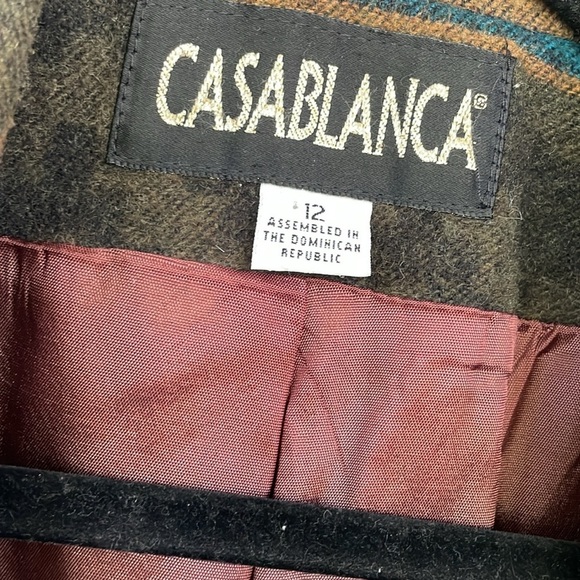 CASABLANCA®
12
ASSEMBLED IN
THE DOMINICAN
REPUBLIC